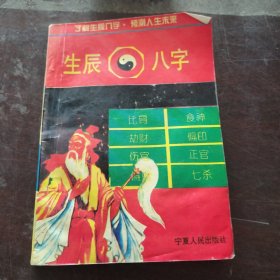 了解生辰八字·预测人生未来
生辰 八字
比肩 食神
劫财 偏印
伤官 正官
七杀
宁夏人民出版社